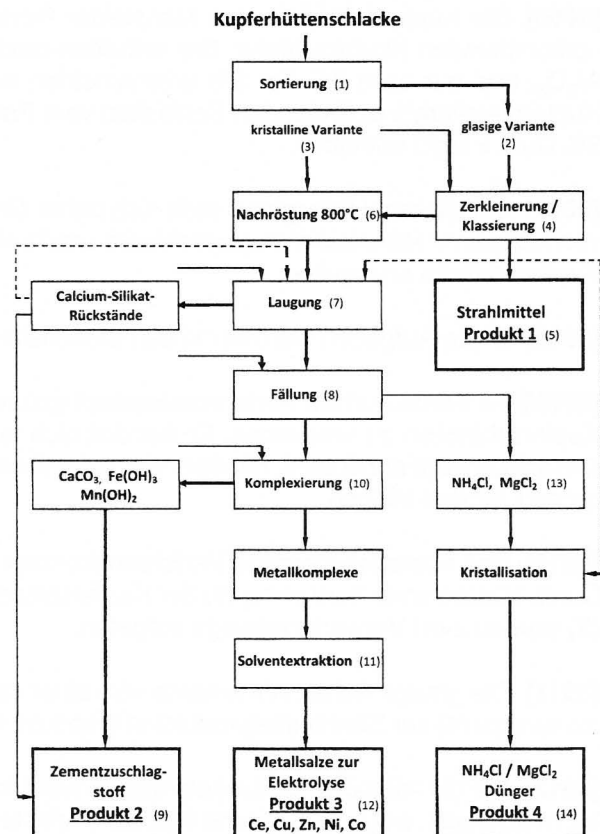 Kupferhüttenschlacke
Sortierung (1)
kristalline Variante
(3)
glasige Variante
(2)
Nachröstung 800°C (6)
Zerkleinerung /
Klassierung (4)
Calcium-Silikat-
Rückstände
Laugung (7)
Strahlmittel
Produkt 1 (5)
Fällung (8)
CaCO₃, Fe(OH)₃
Mn(OH)₂
Komplexierung (10)
NH₄Cl, MgCl₂ (13)
Metallkomplexe
Kristallisation
Solventextraktion (11)
Zementzuschlag-
stoff
Produkt 2 (9)
Metallsalze zur
Elektrolyse
Produkt 3 (12)
Ce, Cu, Zn, Ni, Co
NH₄Cl / MgCl₂
Dünger
Produkt 4 (14)